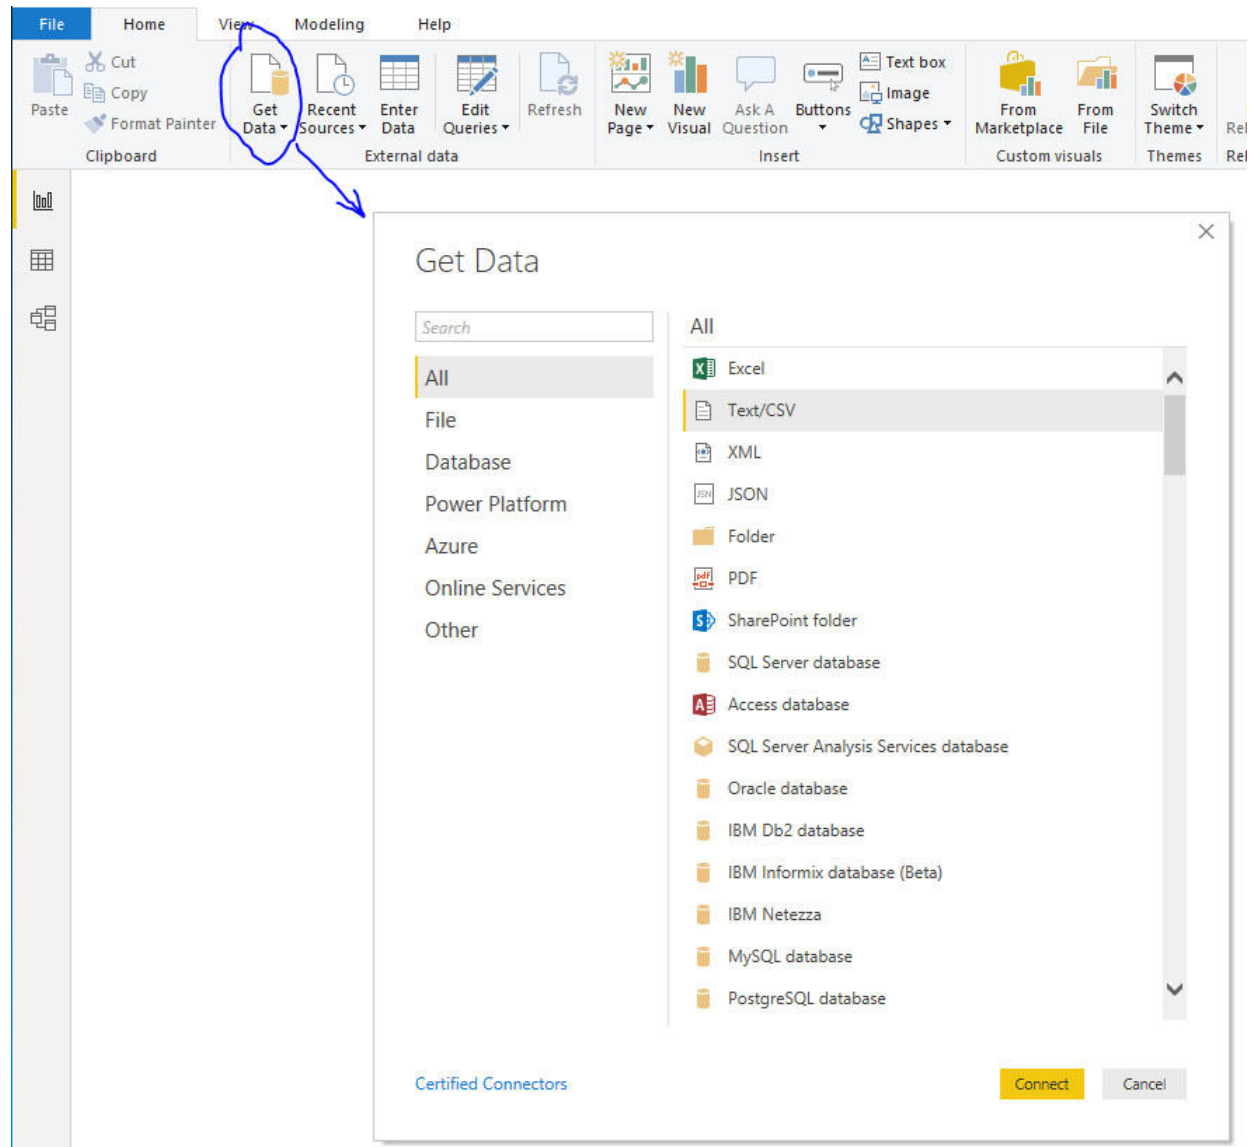 File Home View Modeling Help
Paste
Cut
Copy
Format Painter
Clipboard
Get Data
Recent Sources
Enter Data
Edit Queries
Refresh
External data
New Page
New Visual
Ask A Question
Buttons
Text box
Image
Shapes
Insert
From Marketplace
From File
Custom visuals
Switch Theme
Themes
Get Data
Search
All
File
Database
Power Platform
Azure
Online Services
Other
All
Excel
Text/CSV
XML
JSON
Folder
PDF
SharePoint folder
SQL Server database
Access database
SQL Server Analysis Services database
Oracle database
IBM Db2 database
IBM Informix database (Beta)
IBM Netezza
MySQL database
PostgreSQL database
Certified Connectors
Connect
Cancel